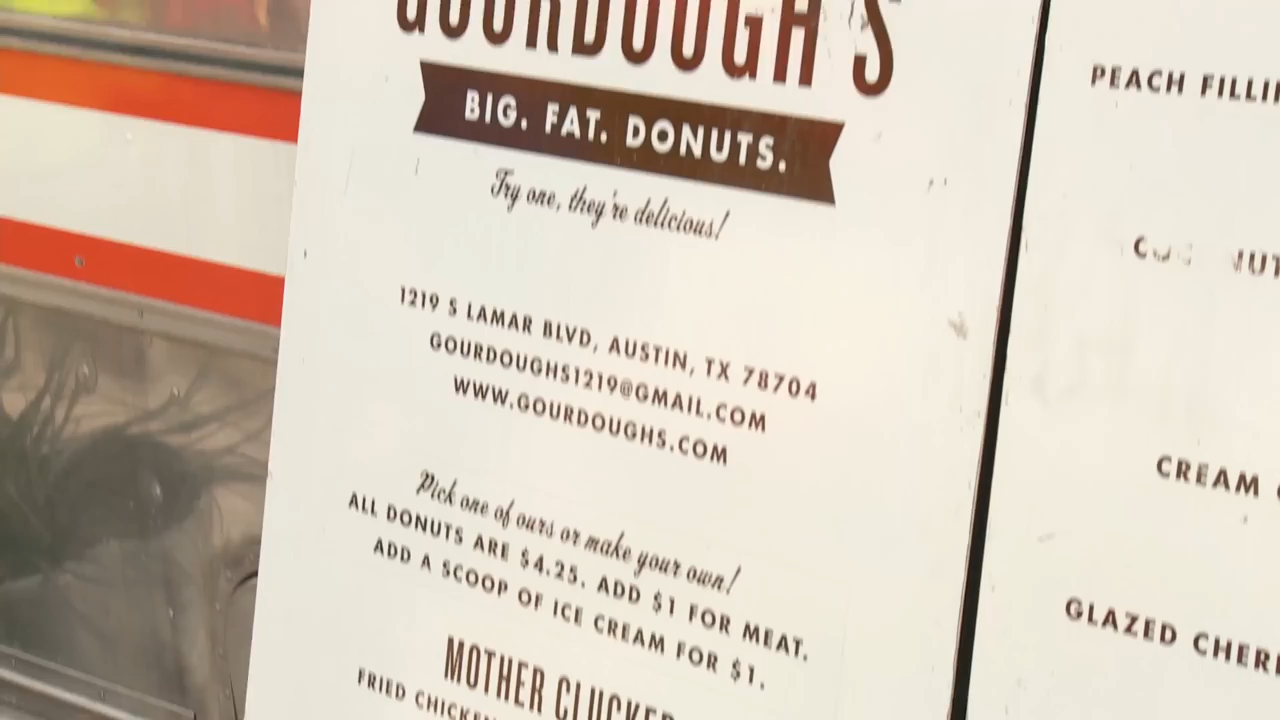 GOURDOUGH'S
BIG. FAT. DONUTS.
Try one, they're delicious!
1219 S LAMAR BLVD, AUSTIN, TX 78704
GOURDOUGHS1219@GMAIL.COM
WWW.GOURDOUGHS.COM
Pick one of ours or make your own!
ALL DONUTS ARE $4.25. ADD $1 FOR MEAT.
ADD A SCOOP OF ICE CREAM FOR $1.
MOTHER CLUCKER
FRIED CHICKEN
PEACH
CREAM
GLAZED